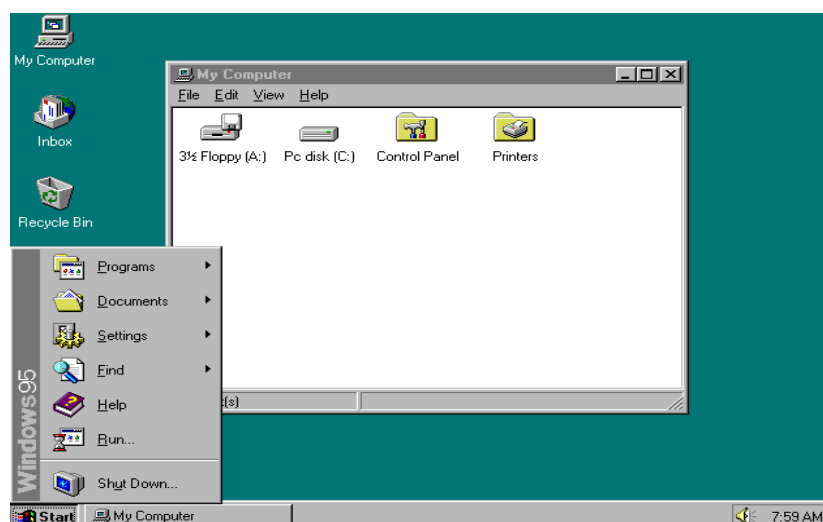 My Computer
Inbox
Recycle Bin
My Computer
File Edit View Help
3½ Floppy (A:) Pc disk (C:) Control Panel Printers
Windows95
Programs
Documents
Settings
Find
Help
Run...
Shut Down...
Start My Computer 7:59 AM